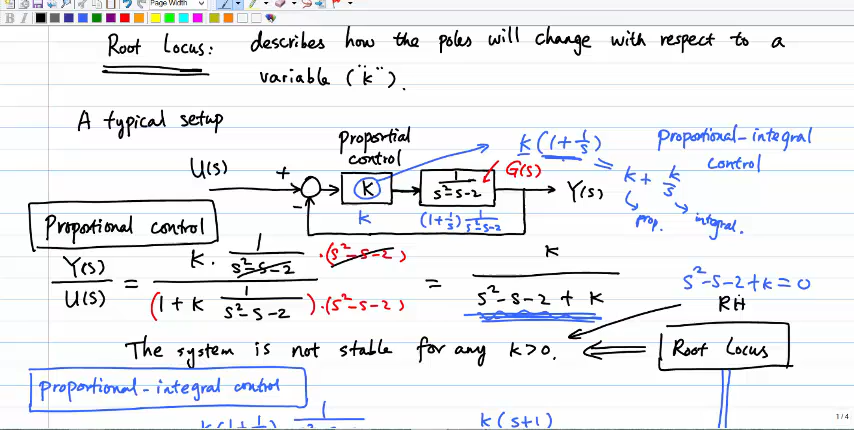 Page Width
B I
Root Locus: describes how the poles will change with respect to a
variable ("k").
A typical setup
proportial control
k(1+1/s)
proportional-integral control
= k + k/s
prop. integral.
U(s) + - K 1/(s²-s-2) G(s) Y(s)
k (1+1/s) 1/(s²-s-2)
Proportional control
Y(s)/U(s) = (k · 1/(s²-s-2) · (s²-s-2)) / ((1 + k 1/(s²-s-2)) · (s²-s-2)) = k/(s²-s-2 + k)
s²-s-2+k=0
RH
The system is not stable for any k>0. Root Locus
proportional-integral control
k(s+1)
1/4